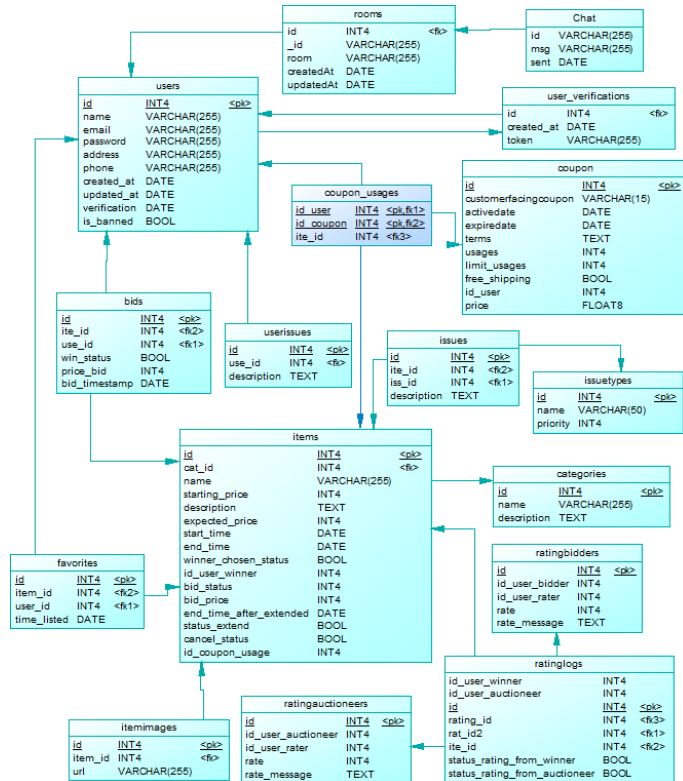 rooms
id INT4 <fk>
_id VARCHAR(255)
room VARCHAR(255)
createdAt DATE
updatedAt DATE
Chat
id VARCHAR(255)
msg VARCHAR(255)
sent DATE
users
id INT4 <pk>
name VARCHAR(255)
email VARCHAR(255)
password VARCHAR(255)
address VARCHAR(255)
phone VARCHAR(255)
created_at DATE
updated_at DATE
verification DATE
is_banned BOOL
user_verifications
id INT4 <fk>
created_at DATE
token VARCHAR(255)
coupon_usages
id_user INT4 <pk,fk1>
id_coupon INT4 <pk,fk2>
ite_id INT4 <fk3>
coupon
id INT4 <pk>
customerfacingcoupon VARCHAR(15)
activedate DATE
expiredate DATE
terms TEXT
usages INT4
limit_usages INT4
free_shipping BOOL
id_user INT4
price FLOAT8
bids
id INT4 <pk>
ite_id INT4 <fk2>
use_id INT4 <fk1>
win_status BOOL
price_bid INT4
bid_timestamp DATE
userissues
id INT4 <pk>
use_id INT4 <fk>
description TEXT
issues
id INT4 <pk>
ite_id INT4 <fk2>
iss_id INT4 <fk1>
description TEXT
issuetypes
id INT4 <pk>
name VARCHAR(50)
priority INT4
items
id INT4 <pk>
cat_id INT4 <fk>
name VARCHAR(255)
starting_price INT4
description TEXT
expected_price INT4
start_time DATE
end_time DATE
winner_chosen_status BOOL
id_user_winner INT4
bid_status INT4
bid_price INT4
end_time_after_extended DATE
status_extend BOOL
cancel_status BOOL
id_coupon_usage INT4
categories
id INT4 <pk>
name VARCHAR(255)
description TEXT
favorites
id INT4 <pk>
item_id INT4 <fk2>
user_id INT4 <fk1>
time_listed DATE
ratingbidders
id INT4 <pk>
id_user_bidder INT4
id_user_rater INT4
rate INT4
rate_message TEXT
ratinglogs
id_user_winner INT4
id_user_auctioneer INT4
id INT4 <pk>
rating_id INT4 <fk3>
rat_id2 INT4 <fk1>
ite_id INT4 <fk2>
status_rating_from_winner BOOL
status_rating_from_auctioneer BOOL
ratingauctioneers
id INT4 <pk>
id_user_auctioneer INT4
id_user_rater INT4
rate INT4
rate_message TEXT
itemimages
id INT4 <pk>
item_id INT4 <fk>
url VARCHAR(255)